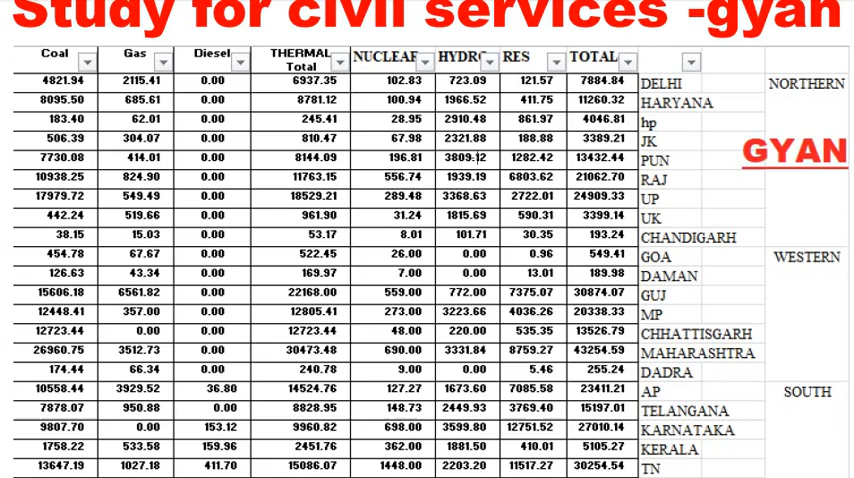 Study for civil services -gyan
Coal Gas Diesel THERMAL Total NUCLEAR HYDRO RES TOTAL
4821.94 2115.41 0.00 6937.35 102.83 723.09 121.57 7884.84 DELHI NORTHERN
8095.50 685.61 0.00 8781.12 100.94 1966.52 411.75 11260.32 HARYANA
183.40 62.01 0.00 245.41 28.95 2910.48 861.97 4046.81 hp
506.39 304.07 0.00 810.47 67.98 2321.88 188.88 3389.21 JK
GYAN
7730.08 414.01 0.00 8144.09 196.81 3809.12 1282.42 13432.44 PUN
10938.25 824.90 0.00 11763.15 556.74 1939.19 6803.62 21062.70 RAJ
17979.72 549.49 0.00 18529.21 289.48 3368.63 2722.01 24909.33 UP
442.24 519.66 0.00 961.90 31.24 1815.69 590.31 3399.14 UK
38.15 15.03 0.00 53.17 8.01 101.71 30.35 193.24 CHANDIGARH
454.78 67.67 0.00 522.45 26.00 0.00 0.96 549.41 GOA WESTERN
126.63 43.34 0.00 169.97 7.00 0.00 13.01 189.98 DAMAN
15606.18 6561.82 0.00 22168.00 559.00 772.00 7375.07 30874.07 GUJ
12448.41 357.00 0.00 12805.41 273.00 3223.66 4036.26 20338.33 MP
12723.44 0.00 0.00 12723.44 48.00 220.00 535.35 13526.79 CHHATTISGARH
26960.75 3512.73 0.00 30473.48 690.00 3331.84 8759.27 43254.59 MAHARASHTRA
174.44 66.34 0.00 240.78 9.00 0.00 5.46 255.24 DADRA
10558.44 3929.52 36.80 14524.76 127.27 1673.60 7085.58 23411.21 AP SOUTH
7878.07 950.88 0.00 8828.95 148.73 2449.93 3769.40 15197.01 TELANGANA
9807.70 0.00 153.12 9960.82 698.00 3599.80 12751.52 27010.14 KARNATAKA
1758.22 533.58 159.96 2451.76 362.00 1881.50 410.01 5105.27 KERALA
13647.19 1027.18 411.70 15086.07 1448.00 2203.20 11517.27 30254.54 TN